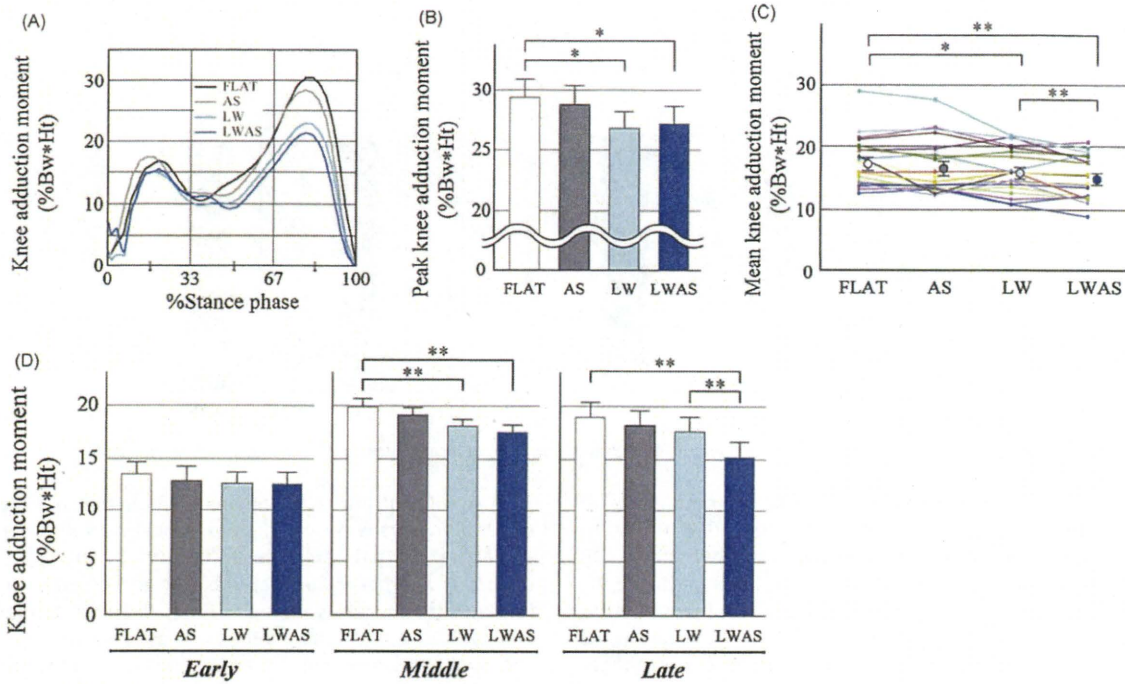 (A)
Knee adduction moment
(%Bw*Ht)
30
20
10
0
FLAT
AS
LW
LWAS
0
33
67
100
%Stance phase
(B)
Peak knee adduction moment
(%Bw*Ht)
*
*
30
25
20
0
FLAT AS LW LWAS
(C)
Mean knee adduction moment
(%Bw*Ht)
**
*
**
30
20
10
0
FLAT AS LW LWAS
(D)
Knee adduction moment
(%Bw*Ht)
20
15
10
5
0
FLAT AS LW LWAS
Early
**
**
FLAT AS LW LWAS
Middle
**
**
FLAT AS LW LWAS
Late